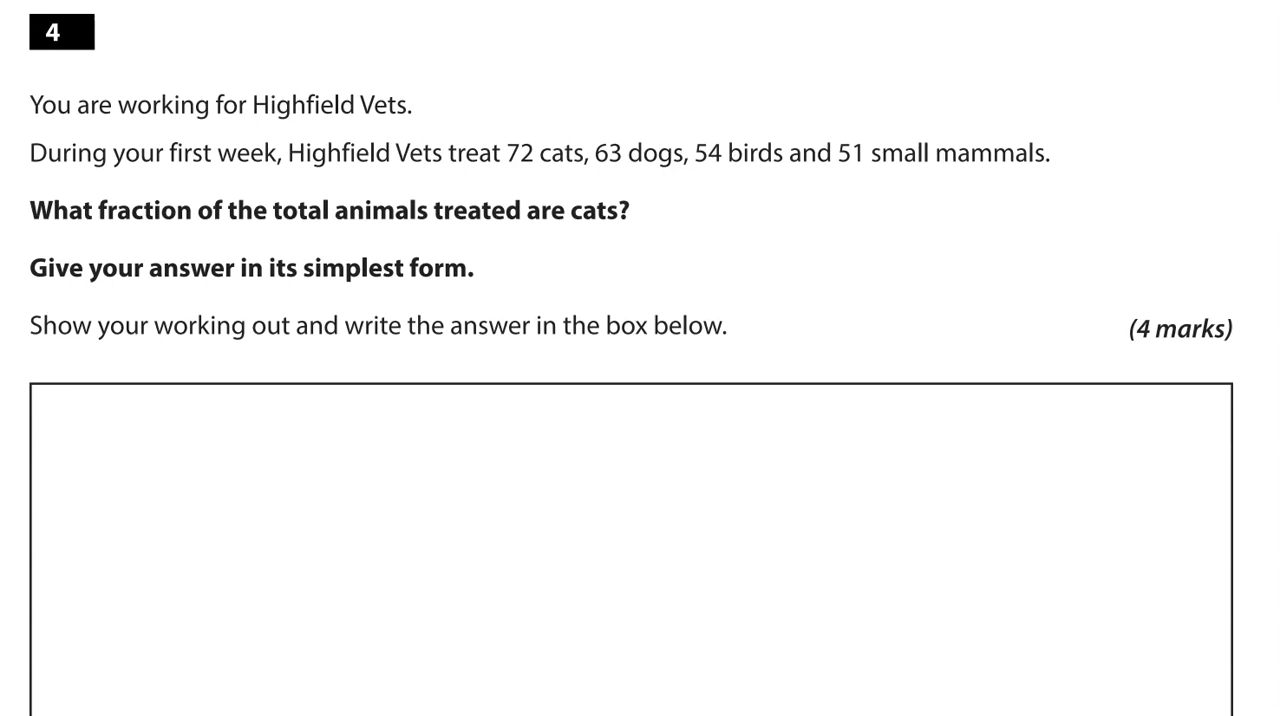 4
You are working for Highfield Vets.
During your first week, Highfield Vets treat 72 cats, 63 dogs, 54 birds and 51 small mammals.
What fraction of the total animals treated are cats?
Give your answer in its simplest form.
Show your working out and write the answer in the box below.
(4 marks)